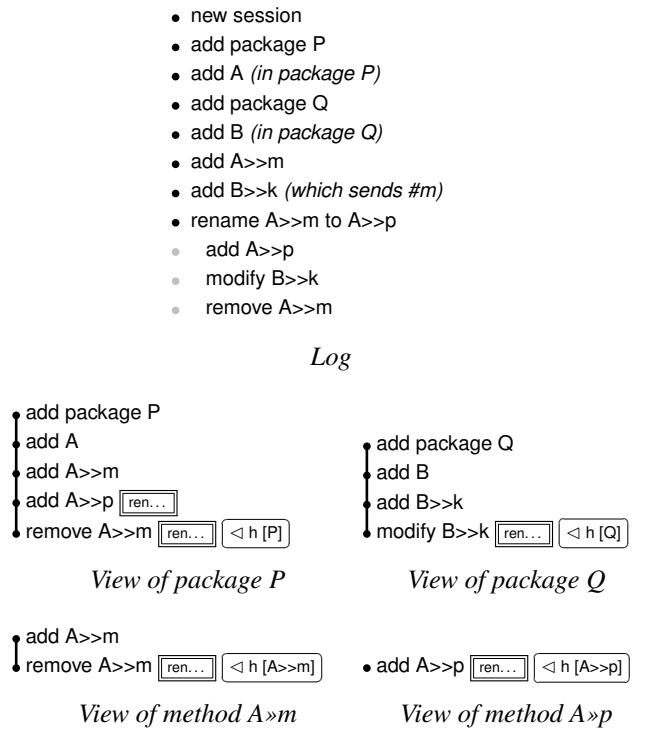 new session
add package P
add A (in package P)
add package Q
add B (in package Q)
add A>>m
add B>>k (which sends #m)
rename A>>m to A>>p
add A>>p
modify B>>k
remove A>>m
Log
add package P
add A
add A>>m
add A>>p ren...
remove A>>m ren... ◁ h [P]
View of package P
add package Q
add B
add B>>k
modify B>>k ren... ◁ h [Q]
View of package Q
add A>>m
remove A>>m ren... ◁ h [A>>m]
View of method A»m
add A>>p ren... ◁ h [A>>p]
View of method A»p